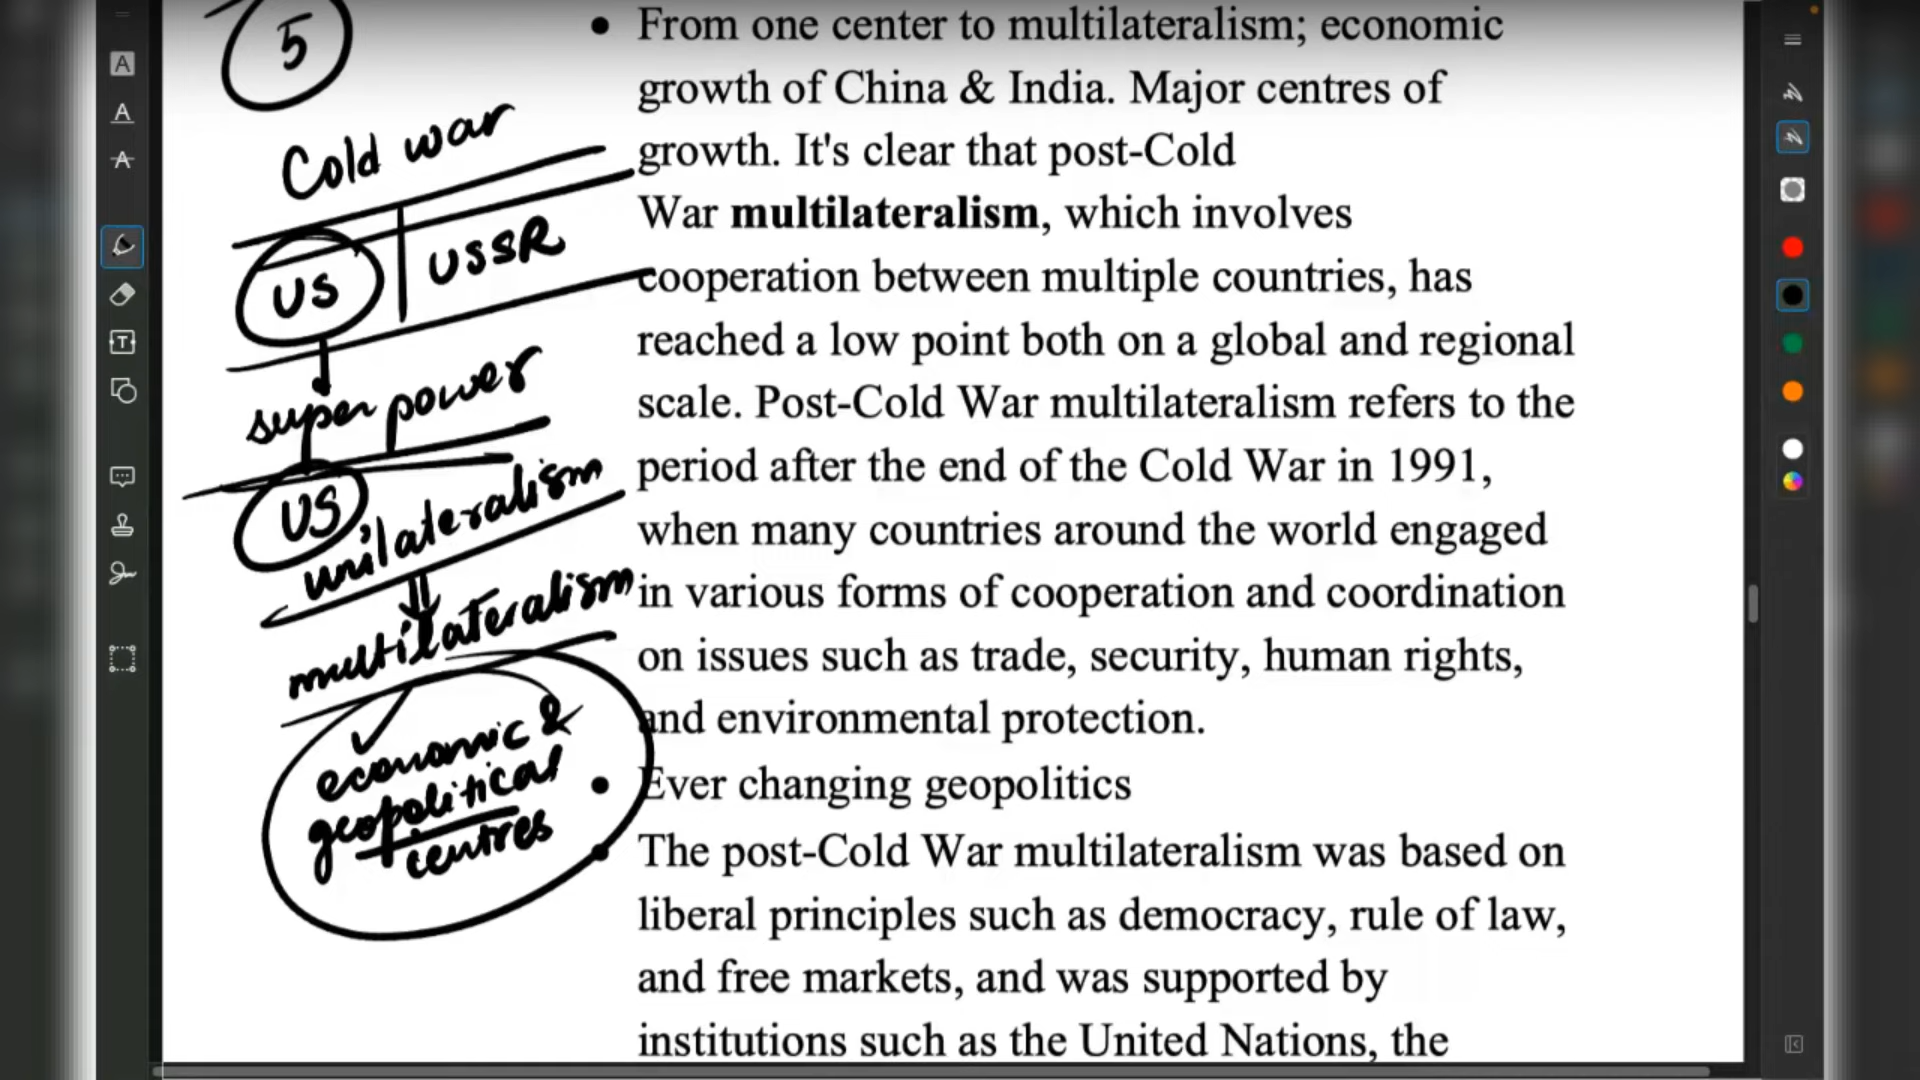 5
Cold war
US
USSR
super power
US
unilateralism
multilateralism
economic &
geopolitical
centres
• From one center to multilateralism; economic
growth of China & India. Major centres of
growth. It's clear that post-Cold
War multilateralism, which involves
cooperation between multiple countries, has
reached a low point both on a global and regional
scale. Post-Cold War multilateralism refers to the
period after the end of the Cold War in 1991,
when many countries around the world engaged
in various forms of cooperation and coordination
on issues such as trade, security, human rights,
and environmental protection.
• Ever changing geopolitics
• The post-Cold War multilateralism was based on
liberal principles such as democracy, rule of law,
and free markets, and was supported by
institutions such as the United Nations, the